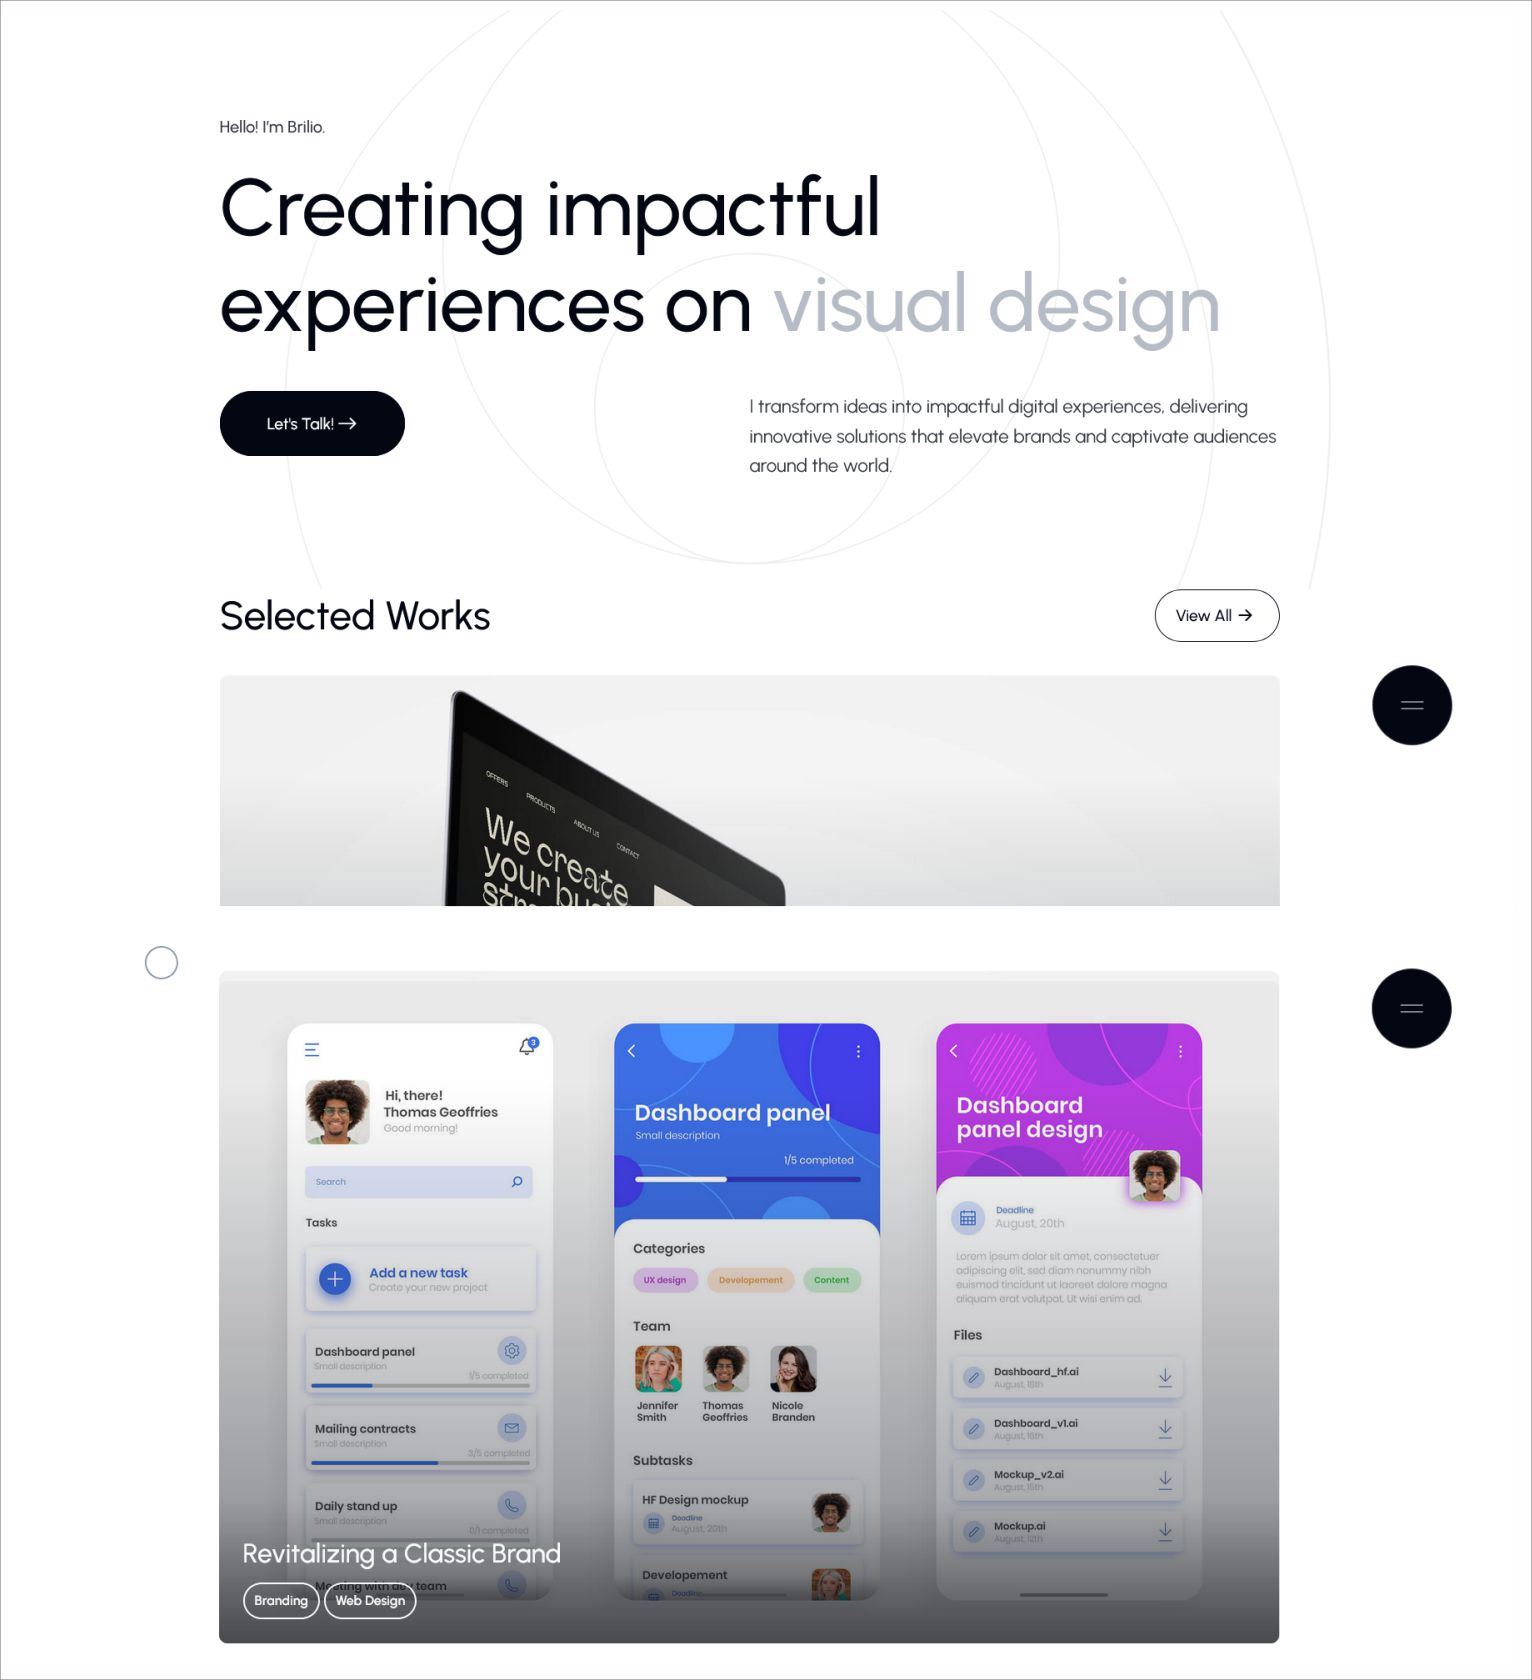 Hello! I'm Brilio.
Creating impactful
experiences on visual design
Let's Talk! →
I transform ideas into impactful digital experiences, delivering
innovative solutions that elevate brands and captivate audiences
around the world.
Selected Works
View All →
OFFERS
PRODUCTS
ABOUT US
CONTACT
We create
your
3
Hi, there!
Thomas Geoffries
Good morning!
Search
Tasks
Add a new task
Create your new project
Dashboard panel
Small description
1/5 completed
Mailing contracts
Small description
3/5 completed
Daily stand up
Small description
0/1 completed
Meeting with dev team
Dashboard panel
Small description
1/5 completed
Categories
UX design
Developement
Content
Team
Jennifer
Smith
Thomas
Geoffries
Nicole
Branden
Subtasks
HF Design mockup
Deadline
August, 20th
Developement
Deadline
Dashboard
panel design
Deadline
August, 20th
Lorem ipsum dolor sit amet, consectetuer
adipiscing elit, sed diam nonummy nibh
euismod tincidunt ut laoreet dolore magna
aliquam erat volutpat. Ut wisi enim ad.
Files
Dashboard_hf.ai
August, 18th
Dashboard_v1.ai
August, 16th
Mockup_v2.ai
August, 15th
Mockup.ai
August, 12th
Revitalizing a Classic Brand
Branding
Web Design